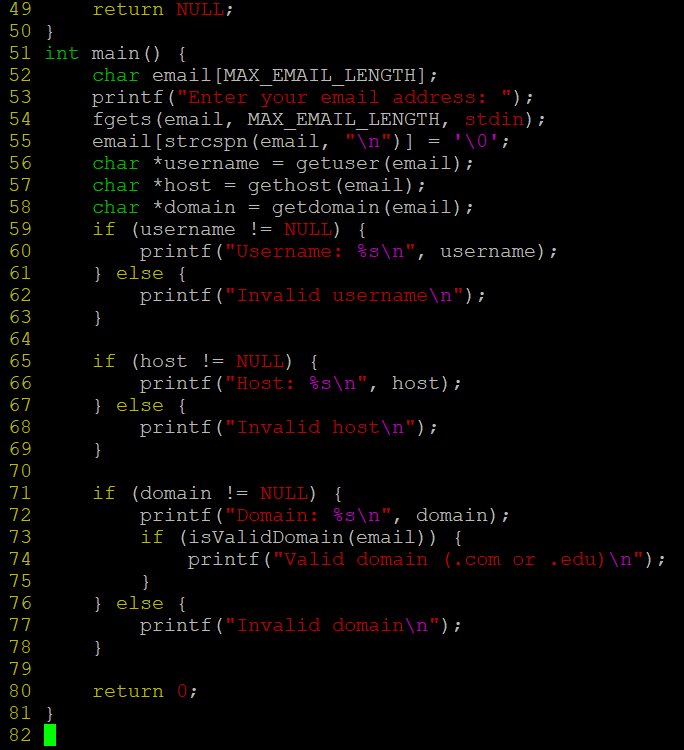 49     return NULL;
50 }
51 int main() {
52     char email[MAX_EMAIL_LENGTH];
53     printf("Enter your email address: ");
54     fgets(email, MAX_EMAIL_LENGTH, stdin);
55     email[strcspn(email, "\n")] = '\0';
56     char *username = getuser(email);
57     char *host = gethost(email);
58     char *domain = getdomain(email);
59     if (username != NULL) {
60         printf("Username: %s\n", username);
61     } else {
62         printf("Invalid username\n");
63     }
64
65     if (host != NULL) {
66         printf("Host: %s\n", host);
67     } else {
68         printf("Invalid host\n");
69     }
70
71     if (domain != NULL) {
72         printf("Domain: %s\n", domain);
73         if (isValidDomain(email)) {
74             printf("Valid domain (.com or .edu)\n");
75         }
76     } else {
77         printf("Invalid domain\n");
78     }
79
80     return 0;
81 }
82